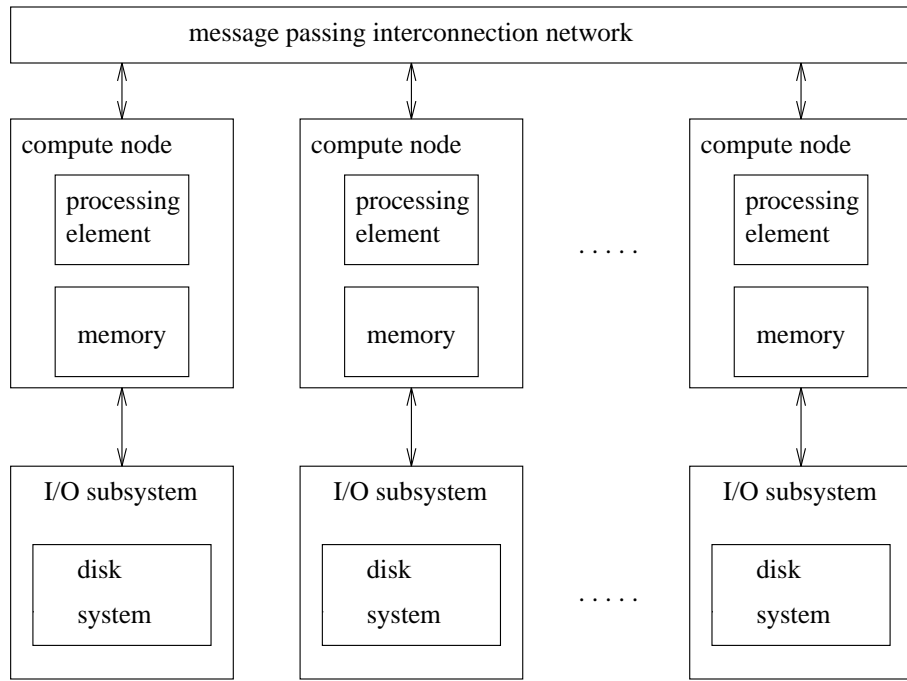 message passing interconnection network
compute node
compute node
compute node
processing
element
processing
element
processing
element
. . . . .
memory
memory
memory
I/O subsystem
I/O subsystem
I/O subsystem
disk
system
disk
system
disk
system
. . . . .